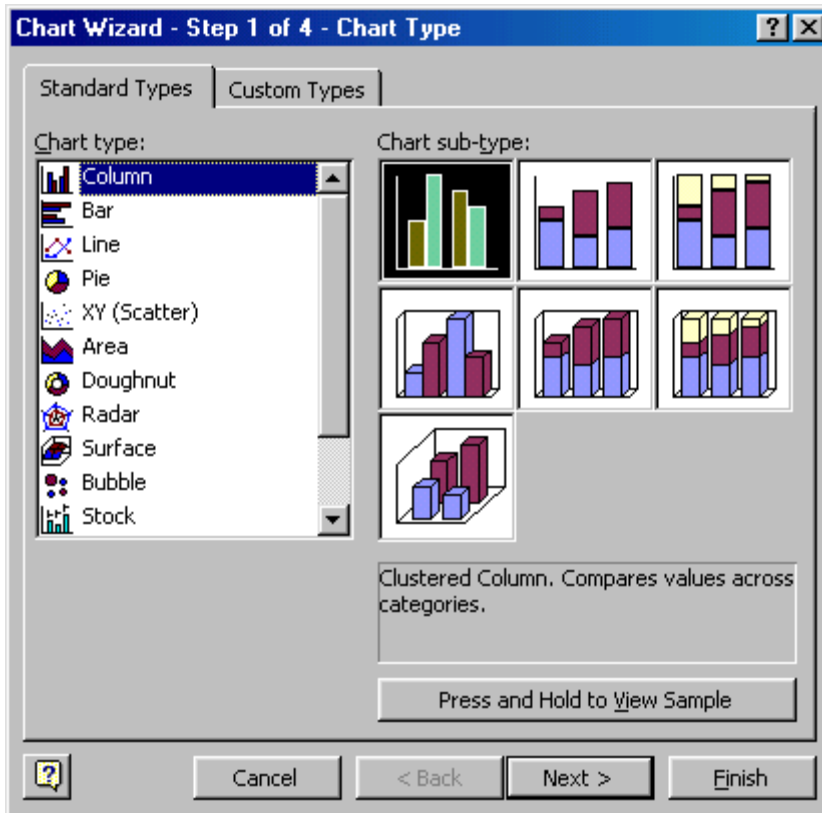 Chart Wizard - Step 1 of 4 - Chart Type
Standard Types
Custom Types
Chart type:
Column
Bar
Line
Pie
XY (Scatter)
Area
Doughnut
Radar
Surface
Bubble
Stock
Chart sub-type:
Clustered Column. Compares values across
categories.
Press and Hold to View Sample
Cancel
< Back
Next >
Finish